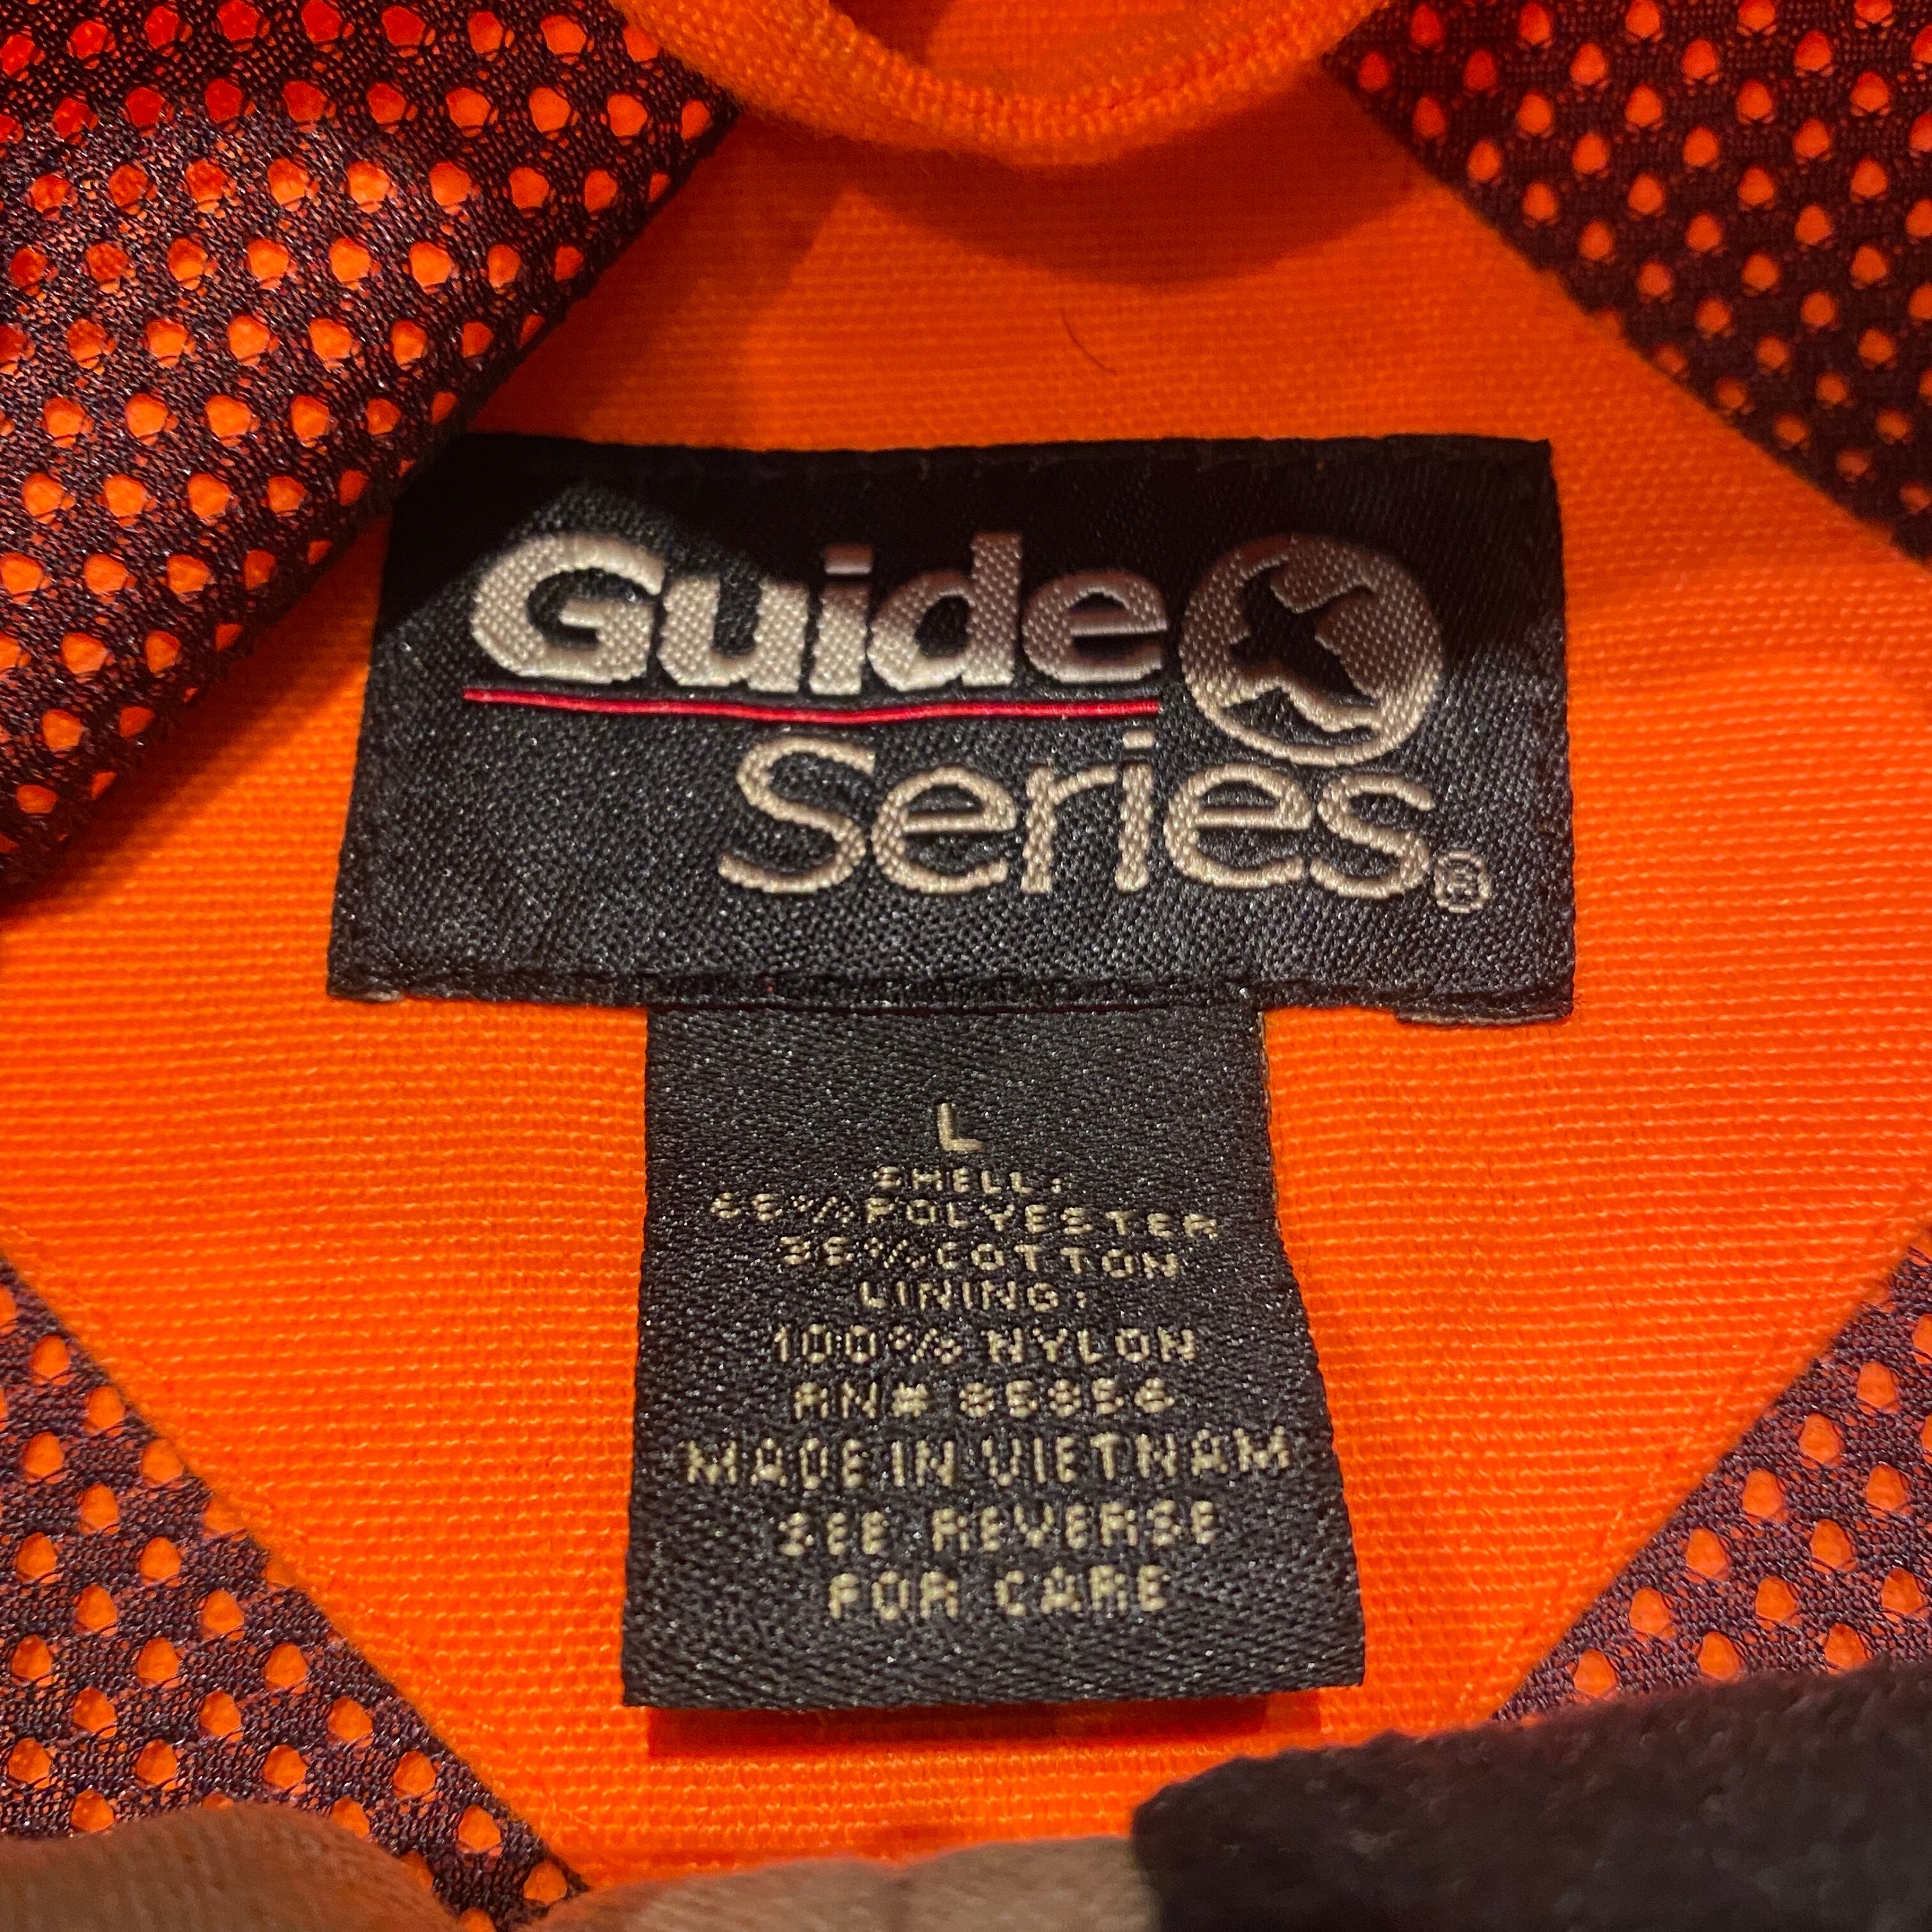 Guide
Series®
L
SHELL:
65%POLYESTER
35%COTTON
LINING:
100% NYLON
RN#
MADE IN VIETNAM
SEE REVERSE
FOR CARE